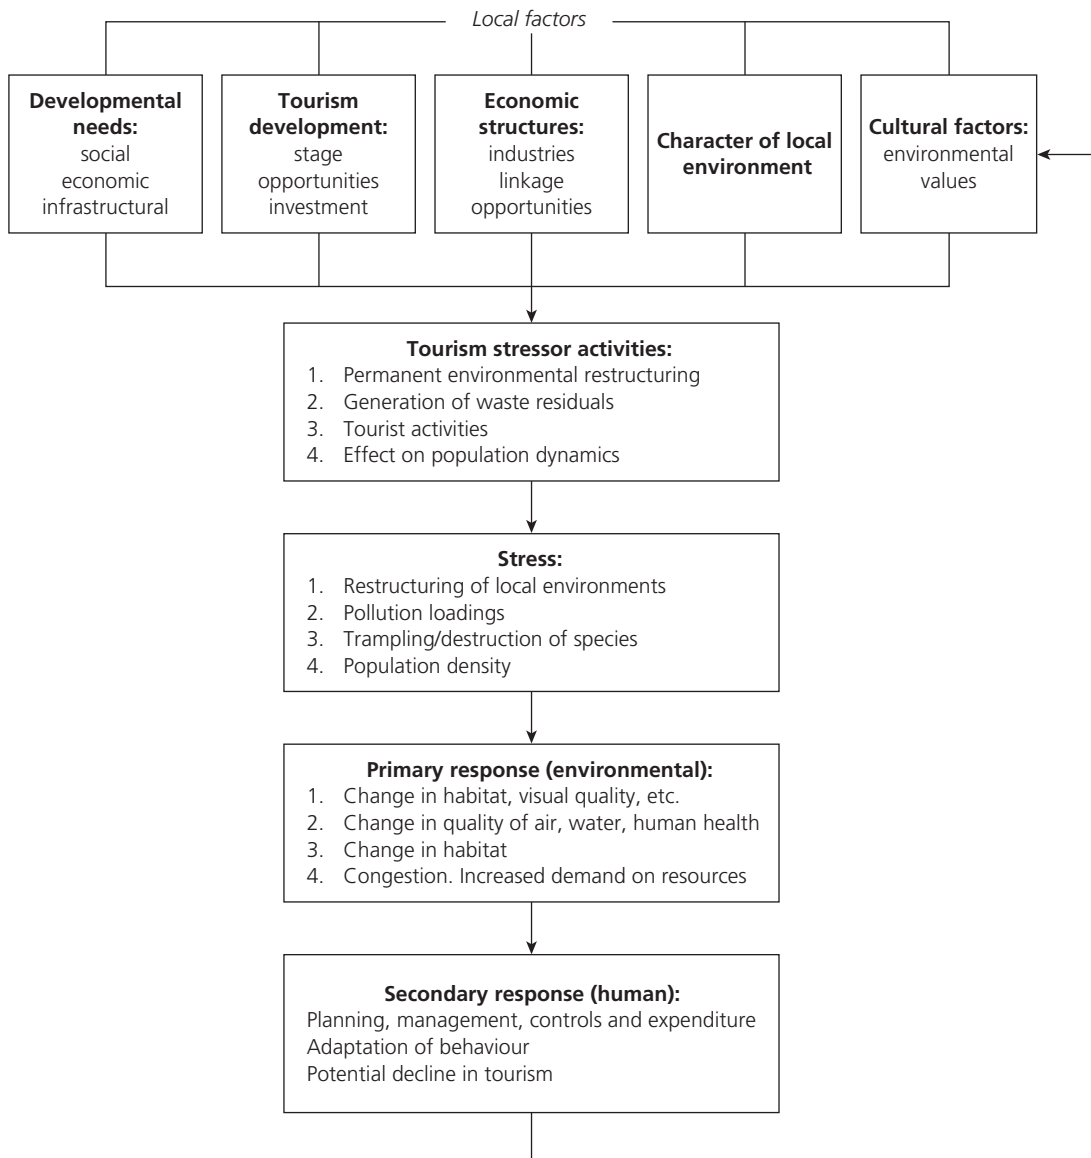 Local factors
Developmental
needs:
social
economic
infrastructural
Tourism
development:
stage
opportunities
investment
Economic
structures:
industries
linkage
opportunities
Character of local
environment
Cultural factors:
environmental
values
Tourism stressor activities:
1. Permanent environmental restructuring
2. Generation of waste residuals
3. Tourist activities
4. Effect on population dynamics
Stress:
1. Restructuring of local environments
2. Pollution loadings
3. Trampling/destruction of species
4. Population density
Primary response (environmental):
1. Change in habitat, visual quality, etc.
2. Change in quality of air, water, human health
3. Change in habitat
4. Congestion. Increased demand on resources
Secondary response (human):
Planning, management, controls and expenditure
Adaptation of behaviour
Potential decline in tourism